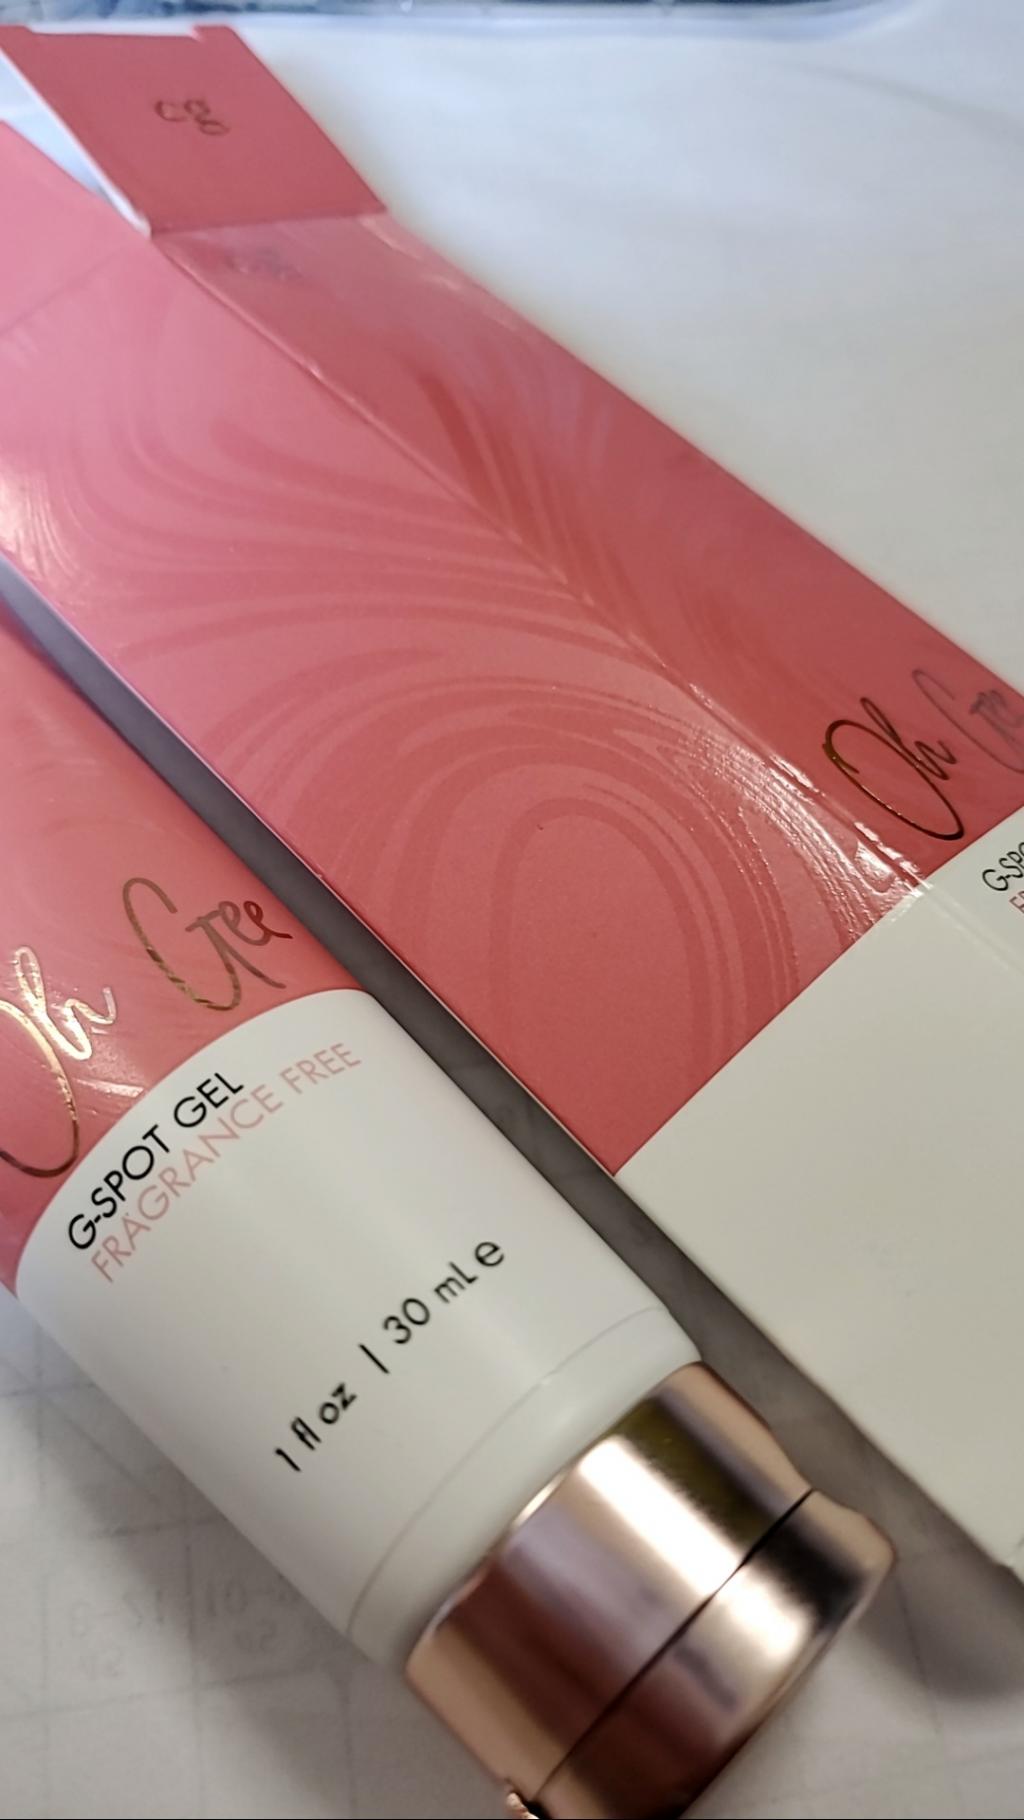 cg
Oh Gee
G-SPOT GEL
FRAGRANCE FREE
1 fl oz | 30 mL e
Oh Gee